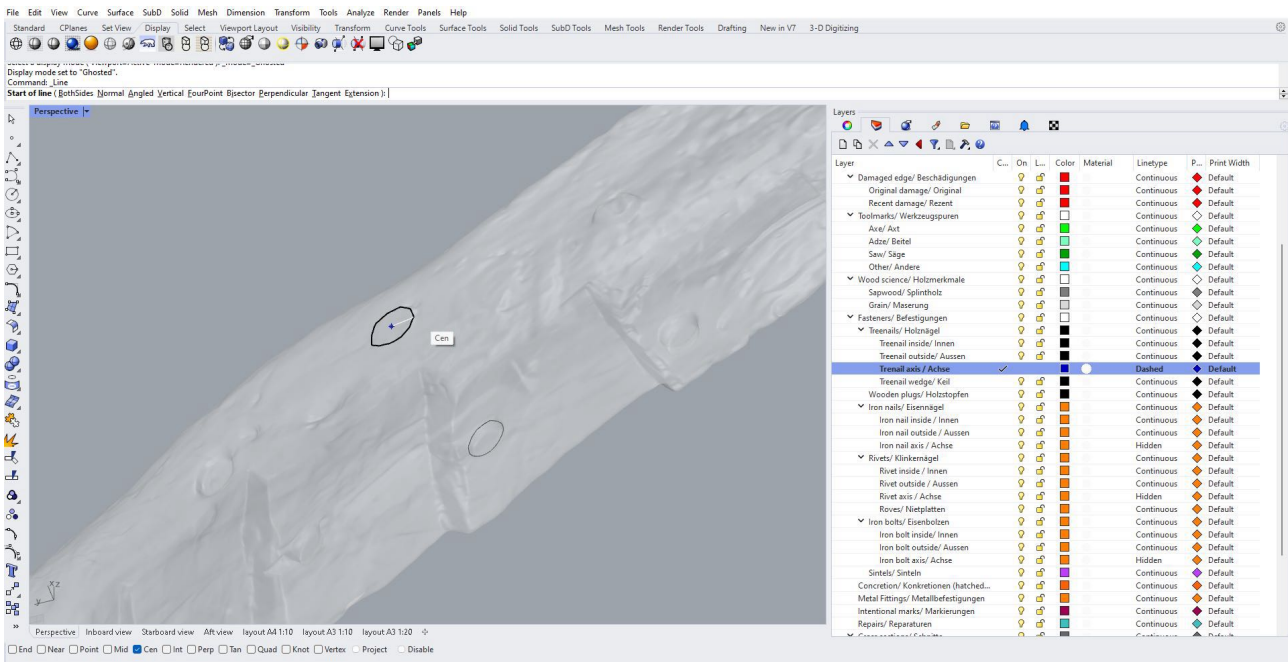 File Edit View Curve Surface SubD Solid Mesh Dimension Transform Tools Analyze Render Panels Help
Standard CPlanes Set View Display Select Viewport Layout Visibility Transform Curve Tools Surface Tools Solid Tools SubD Tools Mesh Tools Render Tools Drafting New in V7 3-D Digitizing
Display mode set to "Ghosted".
Command: _Line
Start of line ( BothSides Normal Angled Vertical FourPoint Bisector Perpendicular Tangent Extension ):
Perspective
Cen
x z
y
Layers
Layer C... On L... Color Material Linetype P... Print Width
Damaged edge/ Beschädigungen Continuous Default
Original damage/ Original Continuous Default
Recent damage/ Rezent Continuous Default
Toolmarks/ Werkzeugspuren Continuous Default
Axe/ Axt Continuous Default
Adze/ Beitel Continuous Default
Saw/ Säge Continuous Default
Other/ Andere Continuous Default
Wood science/ Holzmerkmale Continuous Default
Sapwood/ Splintholz Continuous Default
Grain/ Maserung Continuous Default
Fasteners/ Befestigungen Continuous Default
Treenails/ Holznägel Continuous Default
Treenail inside/ Innen Continuous Default
Treenail outside/ Aussen Continuous Default
Trenail axis / Achse Dashed Default
Treenail wedge/ Keil Continuous Default
Wooden plugs/ Holzstopfen Continuous Default
Iron nails/ Eisennägel Continuous Default
Iron nail inside / Innen Continuous Default
Iron nail outside / Aussen Continuous Default
Iron nail axis / Achse Hidden Default
Rivets/ Klinkernägel Continuous Default
Rivet inside / Innen Continuous Default
Rivet outside / Aussen Continuous Default
Rivet axis / Achse Hidden Default
Roves/ Nietplatten Continuous Default
Iron bolts/ Eisenbolzen Continuous Default
Iron bolt inside/ Innen Continuous Default
Iron bolt outside/ Aussen Continuous Default
Iron bolt axis/ Achse Hidden Default
Sintels/ Sinteln Continuous Default
Concretion/ Konkretionen (hatched... Continuous Default
Metal Fittings/ Metallbefestigungen Continuous Default
Intentional marks/ Markierungen Continuous Default
Repairs/ Reparaturen Continuous Default
Perspective Inboard view Starboard view Aft view layout A4 1:10 layout A3 1:10 layout A3 1:20
End Near Point Mid Cen Int Perp Tan Quad Knot Vertex Project Disable